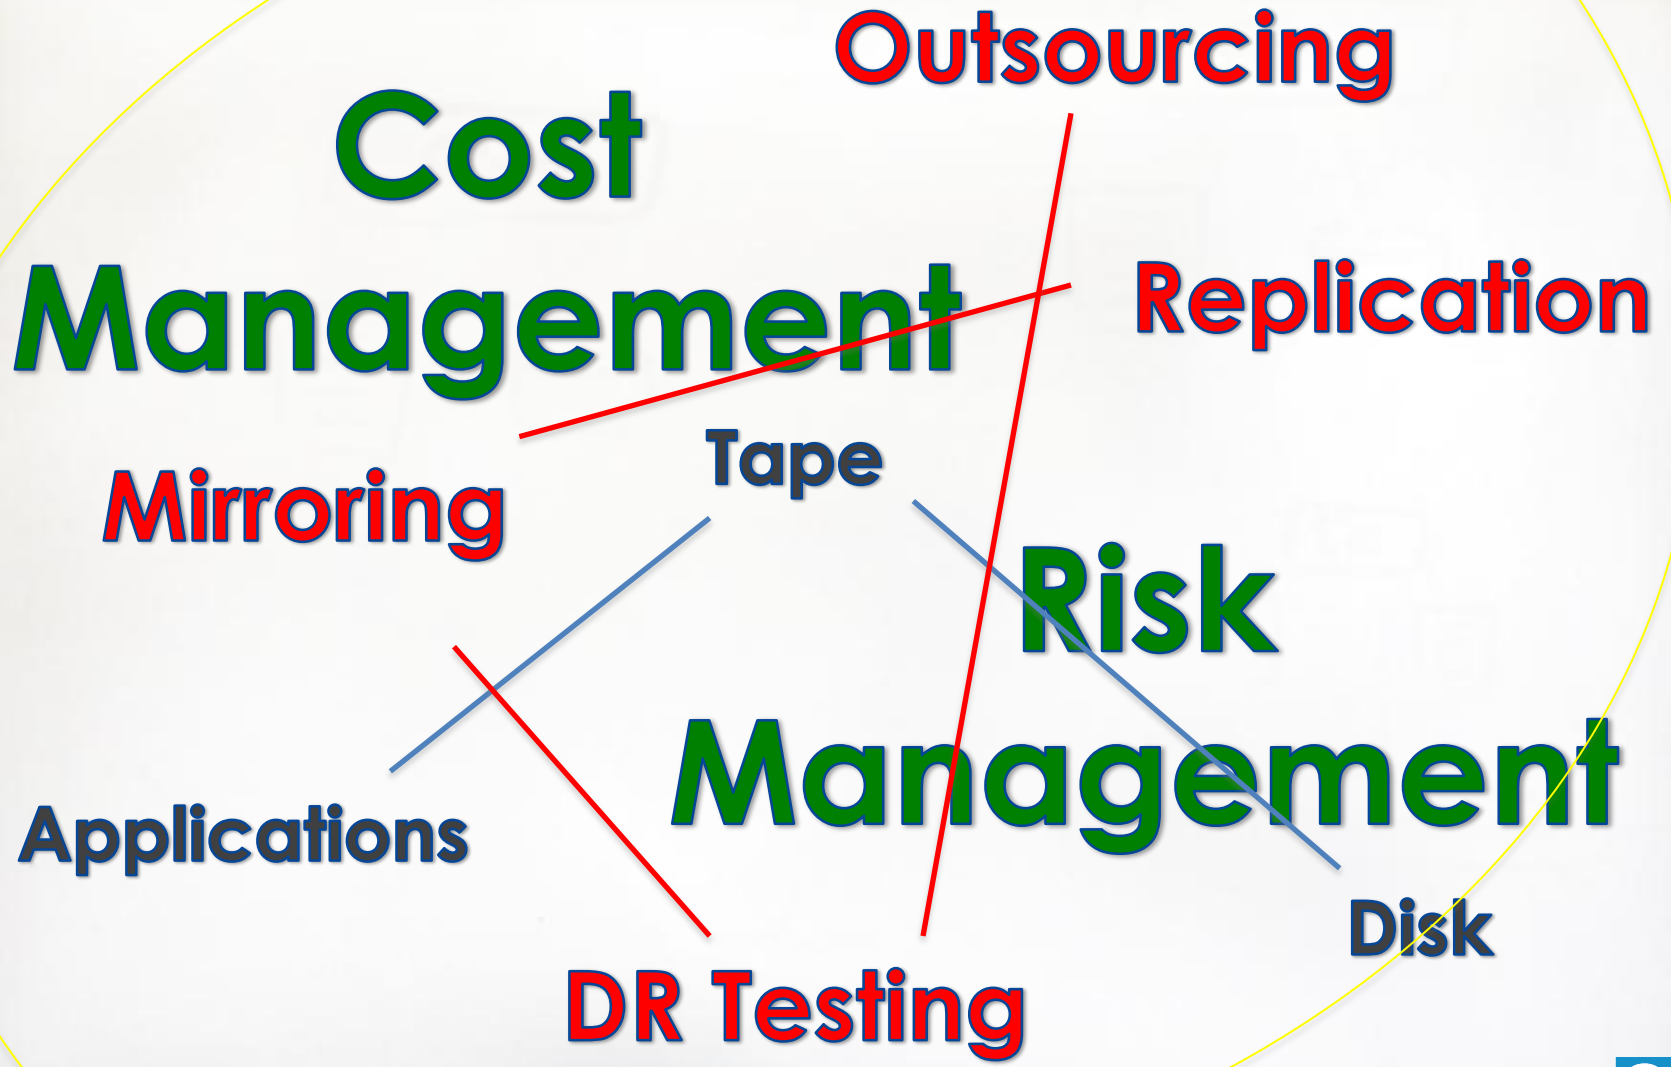 Outsourcing
Cost
Management
Replication
Tape
Mirroring
Risk
Management
Applications
Disk
DR Testing